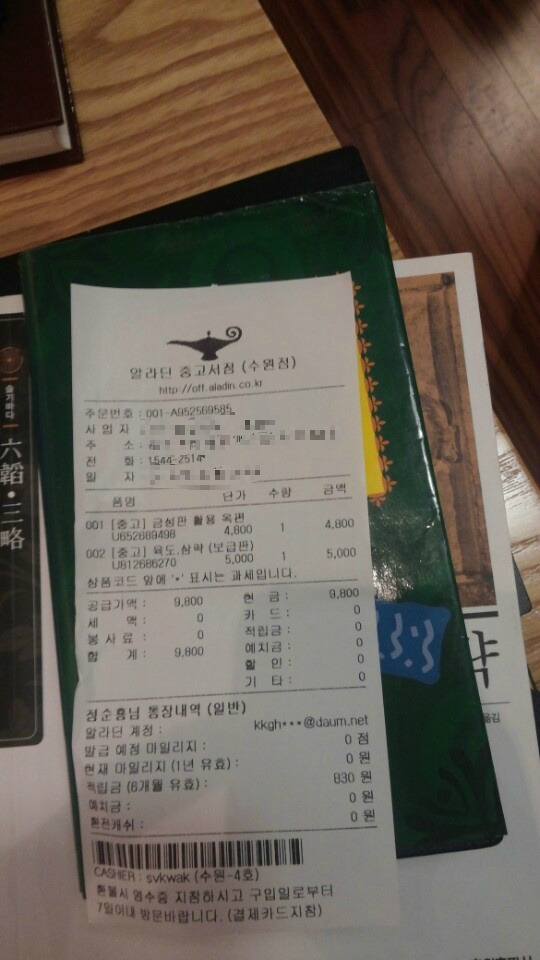 알라딘 중고서점 (수원점)
http://off.aladin.co.kr
주문번호 : 001-A952569585
사 업 자
주 소 :
전 화 : 1544-2514
일 자
품명 단가 수량 금액
001 [중고] 금성판 활용 옥편
U652689498 4,800 1 4,800
002 [중고] 육도.삼략 (보급판)
U812686270 5,000 1 5,000
상품코드 앞에 '*' 표시는 과세입니다.
공급가액 : 9,800 현 금 : 9,800
세 액 : 0 카 드 : 0
봉 사 료 : 0 적립금 : 0
합 계 : 9,800 예치금 : 0
할 인 : 0
기 타 : 0
정순흥님 통장내역 (일반)
알라딘 계정 : kkgh***@daum.net
발급 예정 마일리지 : 0 점
현재 마일리지 (1년 유효) : 0 원
적립금 (6개월 유효) : 830 원
예치금 : 0 원
환전캐쉬 : 0 원
CASHIER : svkwak (수원-4호)
환불시 영수증 지참하시고 구입일로부터
7일이내 방문바랍니다. (결제카드지참)
슬기바다
六韜·三略
략
옮김